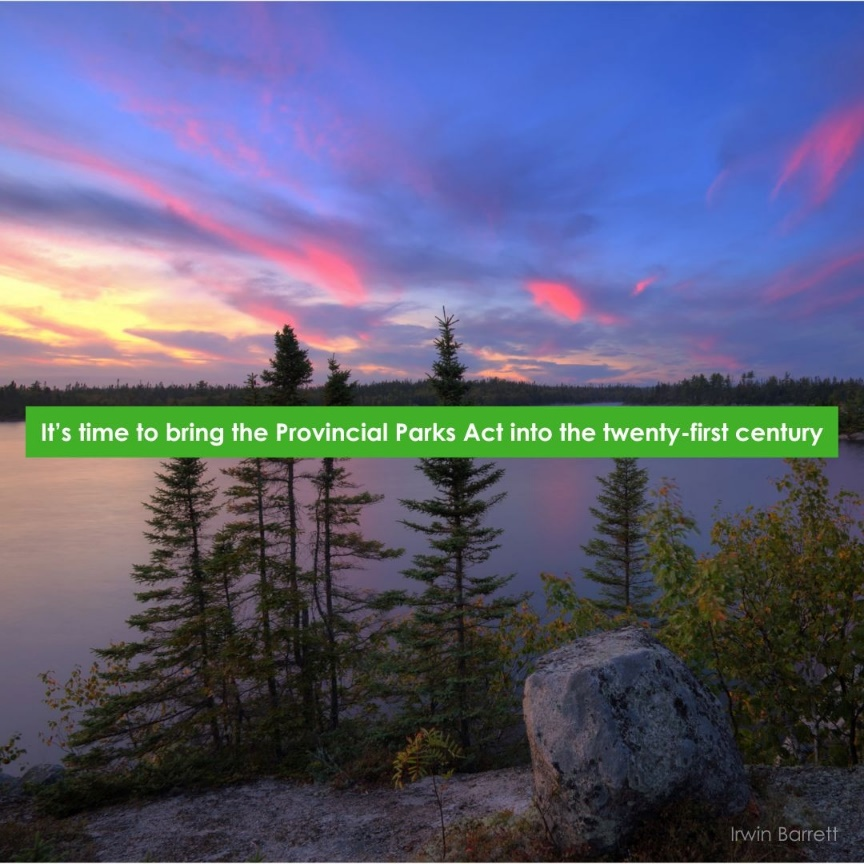 It's time to bring the Provincial Parks Act into the twenty-first century
Irwin Barrett